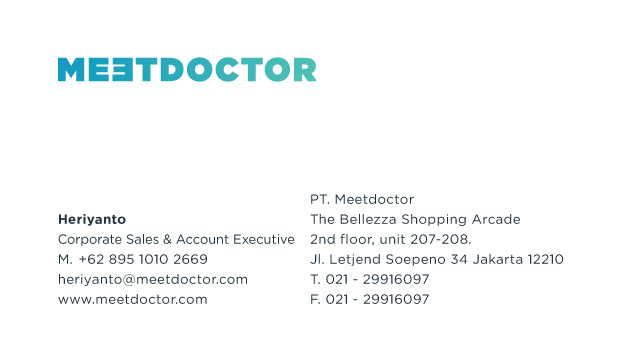 MEETDOCTOR
Heriyanto
Corporate Sales & Account Executive
M. +62 895 1010 2669
heriyanto@meetdoctor.com
www.meetdoctor.com
PT. Meetdoctor
The Bellezza Shopping Arcade
2nd floor, unit 207-208.
Jl. Letjend Soepeno 34 Jakarta 12210
T. 021 - 29916097
F. 021 - 29916097